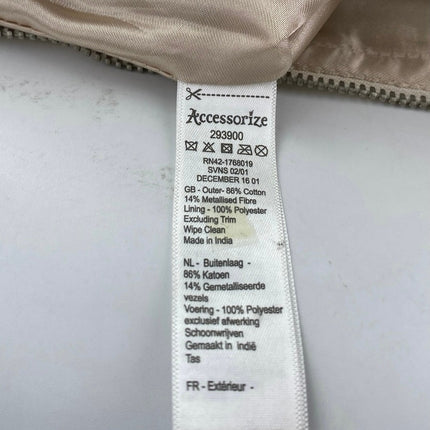 Accessorize
293900
RN42-1768019
SVNS 02/01
DECEMBER 16 01
GB - Outer- 86% Cotton
14% Metallised Fibre
Lining - 100% Polyester
Excluding Trim
Wipe Clean
Made in India
NL - Buitenlaag -
86% Katoen
14% Gemetalliseerde
vezels
Voering - 100% Polyester
exclusief afwerking
Schoonwrijven
Gemaakt in indië
Tas
FR - Extérieur -